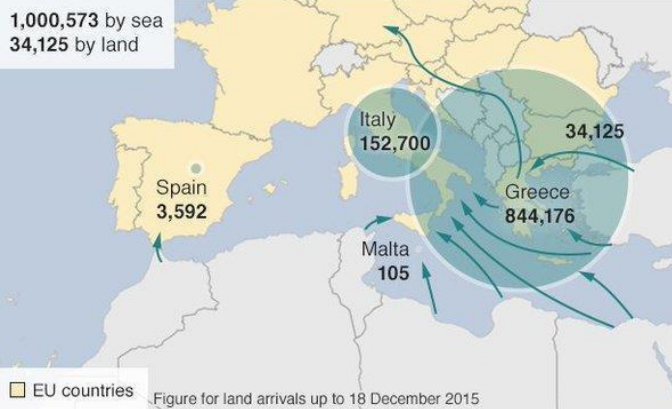 1,000,573 by sea
34,125 by land
Italy
152,700
34,125
Spain
3,592
Greece
844,176
Malta
105
EU countries
Figure for land arrivals up to 18 December 2015